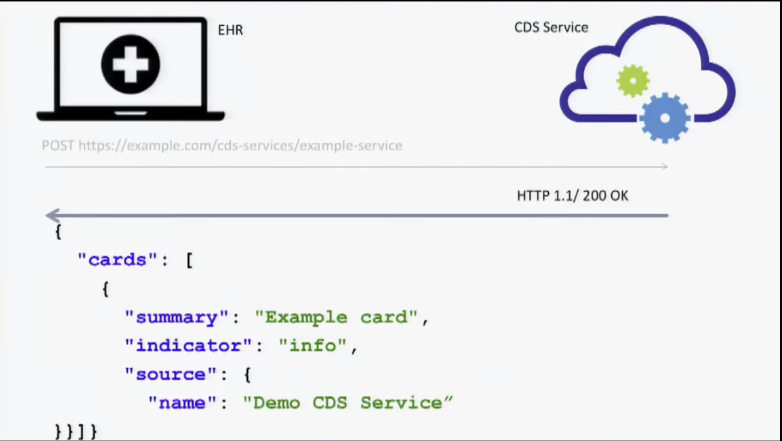 EHR
CDS Service
POST https://example.com/cds-services/example-service
HTTP 1.1/ 200 OK
{
"cards": [
{
"summary": "Example card",
"indicator": "info",
"source": {
"name": "Demo CDS Service”
}}]}